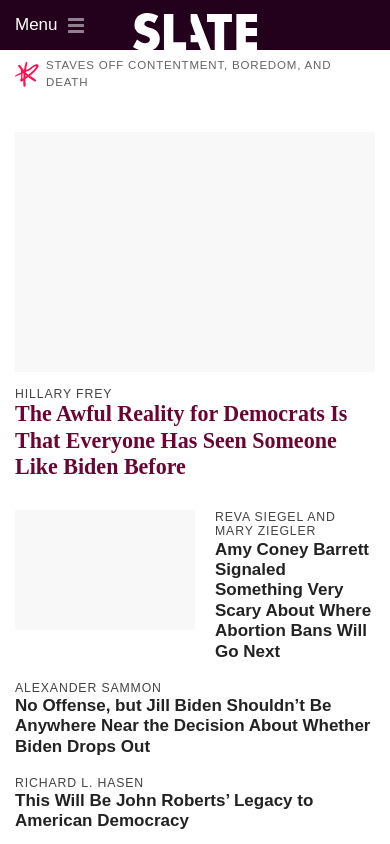 Menu
SLATE
STAVES OFF CONTENTMENT, BOREDOM, AND
DEATH
HILLARY FREY
The Awful Reality for Democrats Is
That Everyone Has Seen Someone
Like Biden Before
REVA SIEGEL AND
MARY ZIEGLER
Amy Coney Barrett
Signaled
Something Very
Scary About Where
Abortion Bans Will
Go Next
ALEXANDER SAMMON
No Offense, but Jill Biden Shouldn’t Be
Anywhere Near the Decision About Whether
Biden Drops Out
RICHARD L. HASEN
This Will Be John Roberts’ Legacy to
American Democracy